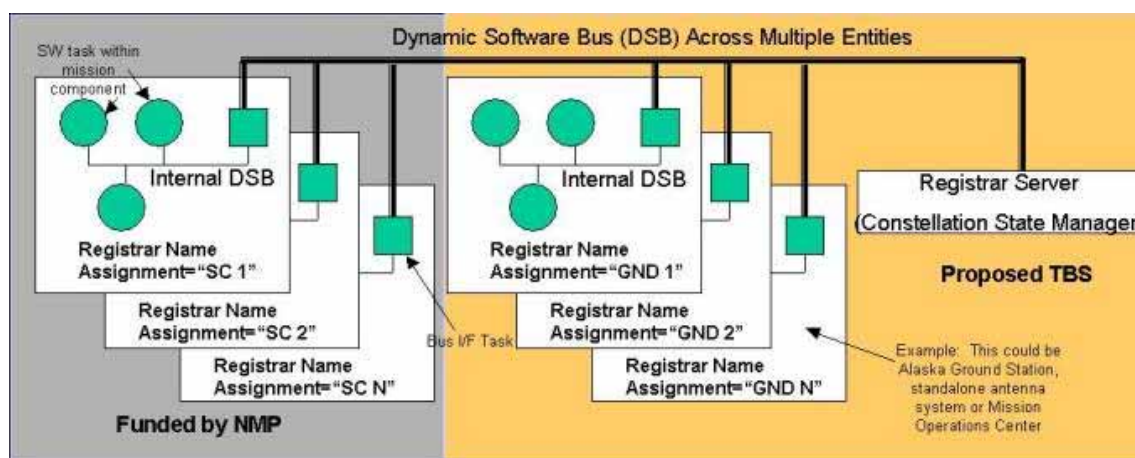 Dynamic Software Bus (DSB) Across Multiple Entities
SW task within
mission
component
Internal DSB
Registrar Name
Assignment="SC 1"
Registrar Name
Assignment="SC 2"
Registrar Name
Assignment="SC N"
Bus I/F Task
Funded by NMP
Internal DSB
Registrar Name
Assignment="GND 1"
Registrar Name
Assignment="GND 2"
Registrar Name
Assignment="GND N"
Registrar Server
(Constellation State Manager
Proposed TBS
Example: This could be
Alaska Ground Station,
standalone antenna
system or Mission
Operations Center